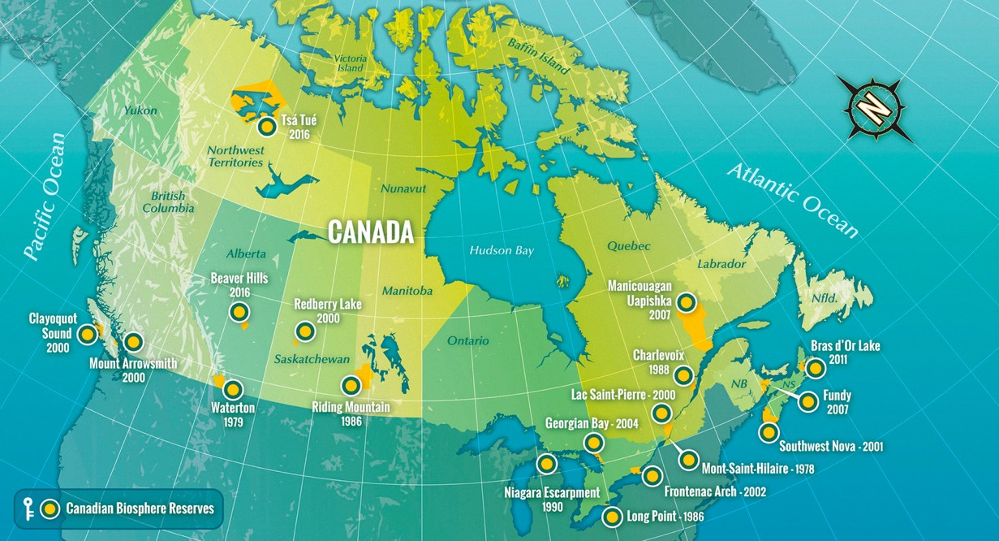 Victoria
Island
Baffin Island
Yukon
N
Tsá Tué
2016
Northwest
Territories
Pacific Ocean
Atlantic Ocean
British
Columbia
Nunavut
CANADA
Hudson Bay
Quebec
Labrador
Alberta
Beaver Hills
2016
Manitoba
Manicouagan
Uapishka
2007
Nfld.
Redberry Lake
2000
Clayoquot
Sound
2000
Ontario
Mount Arrowsmith
2000
Saskatchewan
Charlevoix
1988
Bras d'Or Lake
2011
NB
NS
Lac Saint-Pierre - 2000
Fundy
2007
Waterton
1979
Riding Mountain
1986
Georgian Bay - 2004
Southwest Nova - 2001
Mont-Saint-Hilaire - 1978
Niagara Escarpment
1990
Frontenac Arch - 2002
Long Point - 1986
Canadian Biosphere Reserves